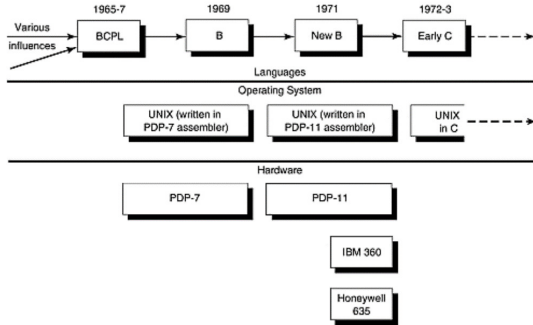 1965-7
1969
1971
1972-3
Various
influences
BCPL
B
New B
Early C
Languages
Operating System
UNIX (written in
PDP-7 assembler)
UNIX (written in
PDP-11 assembler)
UNIX
in C
Hardware
PDP-7
PDP-11
IBM 360
Honeywell
635